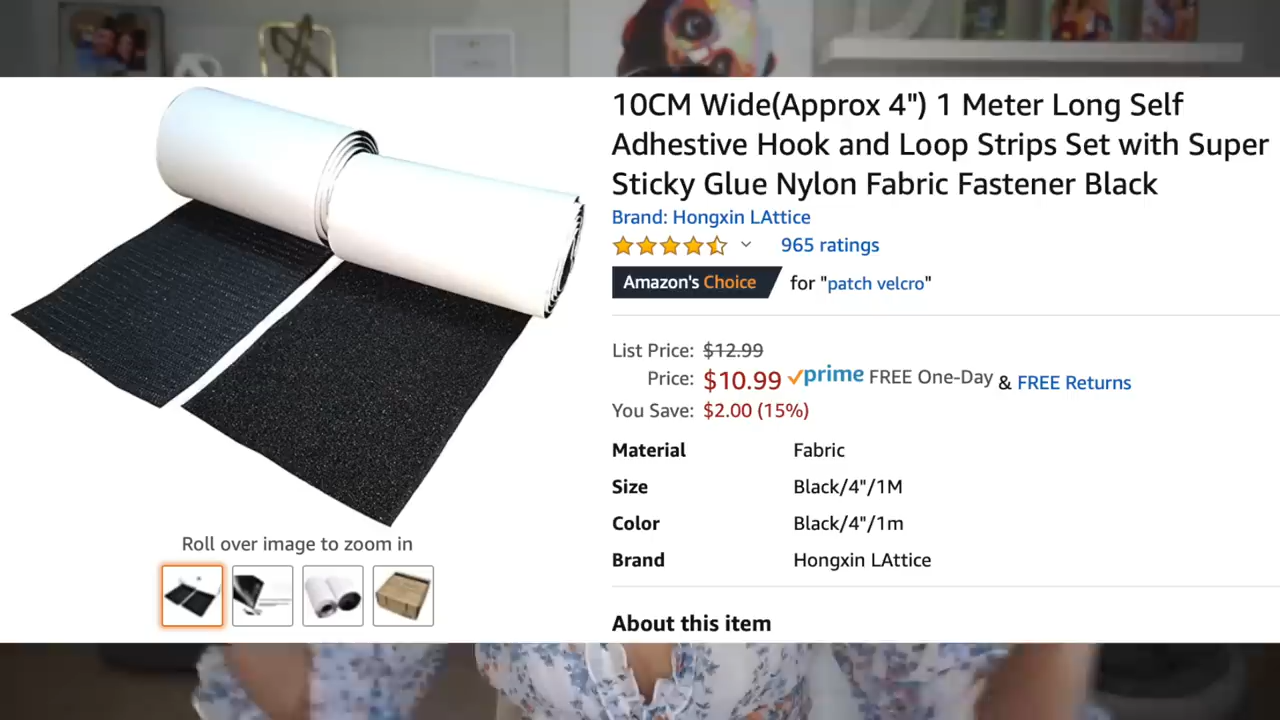 10CM Wide(Approx 4") 1 Meter Long Self
Adhestive Hook and Loop Strips Set with Super
Sticky Glue Nylon Fabric Fastener Black
Brand: Hongxin LAttice
965 ratings
Amazon's Choice for "patch velcro"
List Price: $12.99
Price: $10.99 prime FREE One-Day & FREE Returns
You Save: $2.00 (15%)
Material Fabric
Size Black/4"/1M
Color Black/4"/1m
Brand Hongxin LAttice
About this item
Roll over image to zoom in